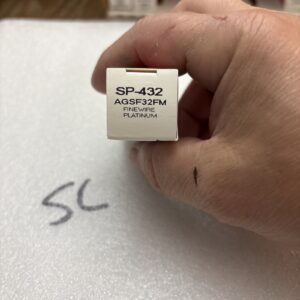 SP-432
AGSF32FM
FINEWIRE
PLATINUM
SC